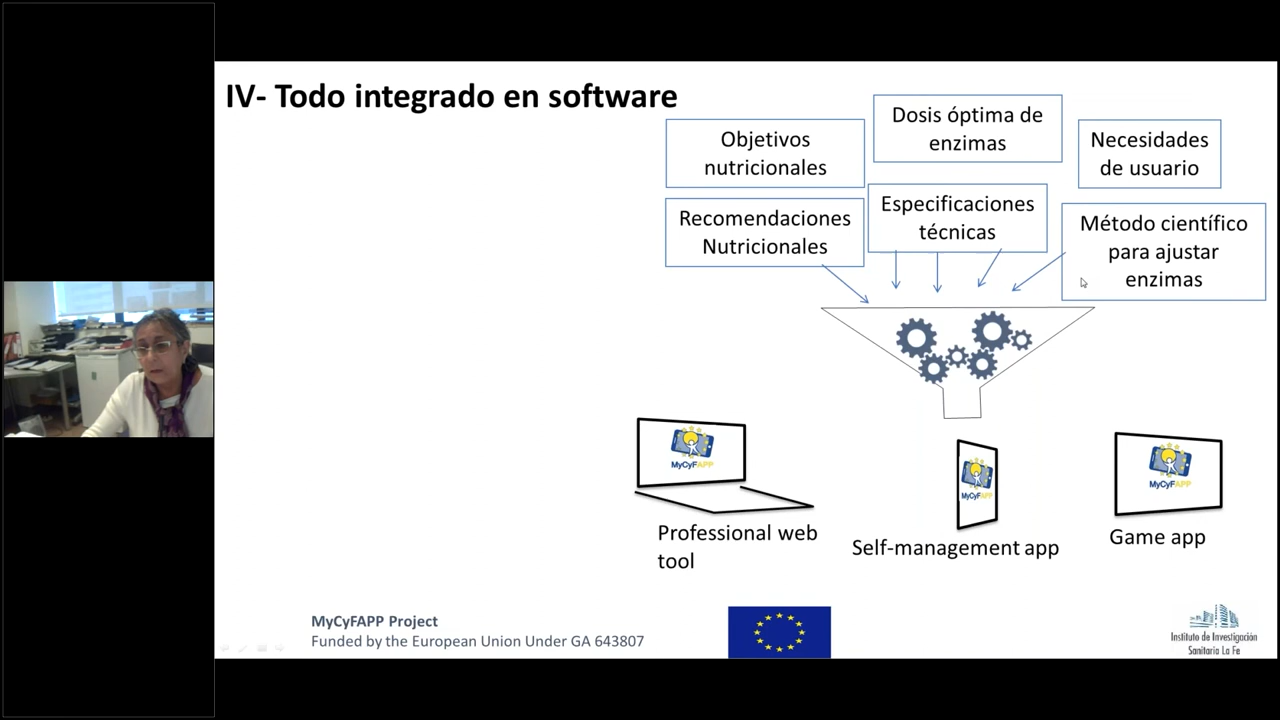 IV- Todo integrado en software
Dosis óptima de
enzimas
Objetivos
nutricionales
Necesidades
de usuario
Recomendaciones
Nutricionales
Especificaciones
técnicas
Método científico
para ajustar
enzimas
MyCyFAPP
MyCyFAPP
MyCyFAPP
Professional web
tool
Self-management app
Game app
MyCyFAPP Project
Funded by the European Union Under GA 643807
Instituto de Investigación
Sanitaria La Fe